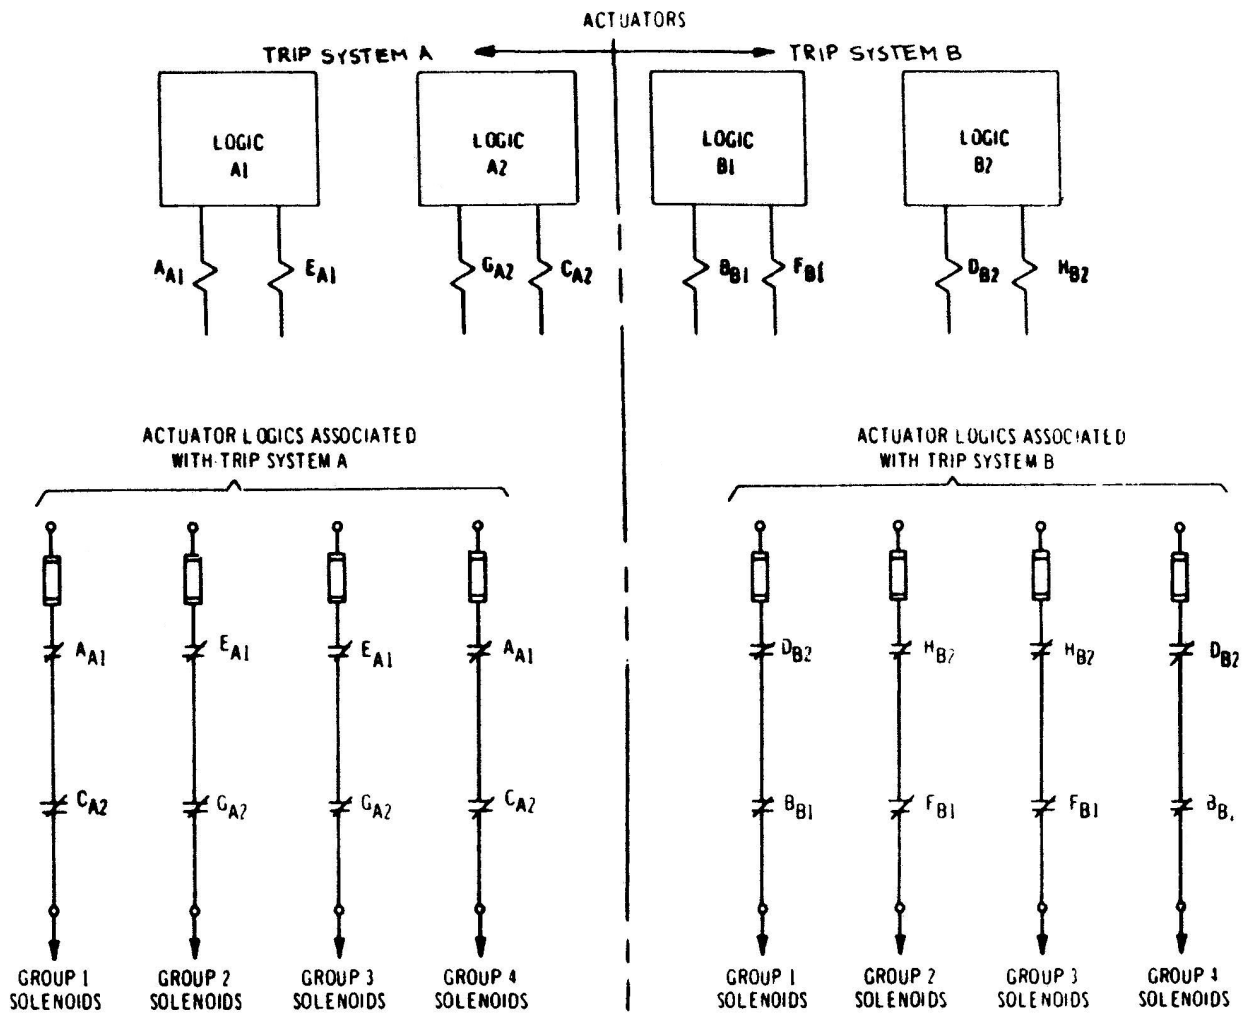 ACTUATORS
TRIP SYSTEM A
TRIP SYSTEM B
LOGIC
A1
LOGIC
A2
LOGIC
B1
LOGIC
B2
AA1
EA1
GA2
CA2
BB1
FB1
DB2
HB2
ACTUATOR LOGICS ASSOCIATED
WITH TRIP SYSTEM A
ACTUATOR LOGICS ASSOCIATED
WITH TRIP SYSTEM B
AA1
EA1
EA1
AA1
DB2
HB2
HB2
DB2
CA2
GA2
GA2
CA2
BB1
FB1
FB1
GROUP 1
SOLENOIDS
GROUP 2
SOLENOIDS
GROUP 3
SOLENOIDS
GROUP 4
SOLENOIDS
GROUP 1
SOLENOIDS
GROUP 2
SOLENOIDS
GROUP 3
SOLENOIDS
GROUP 4
SOLENOIDS